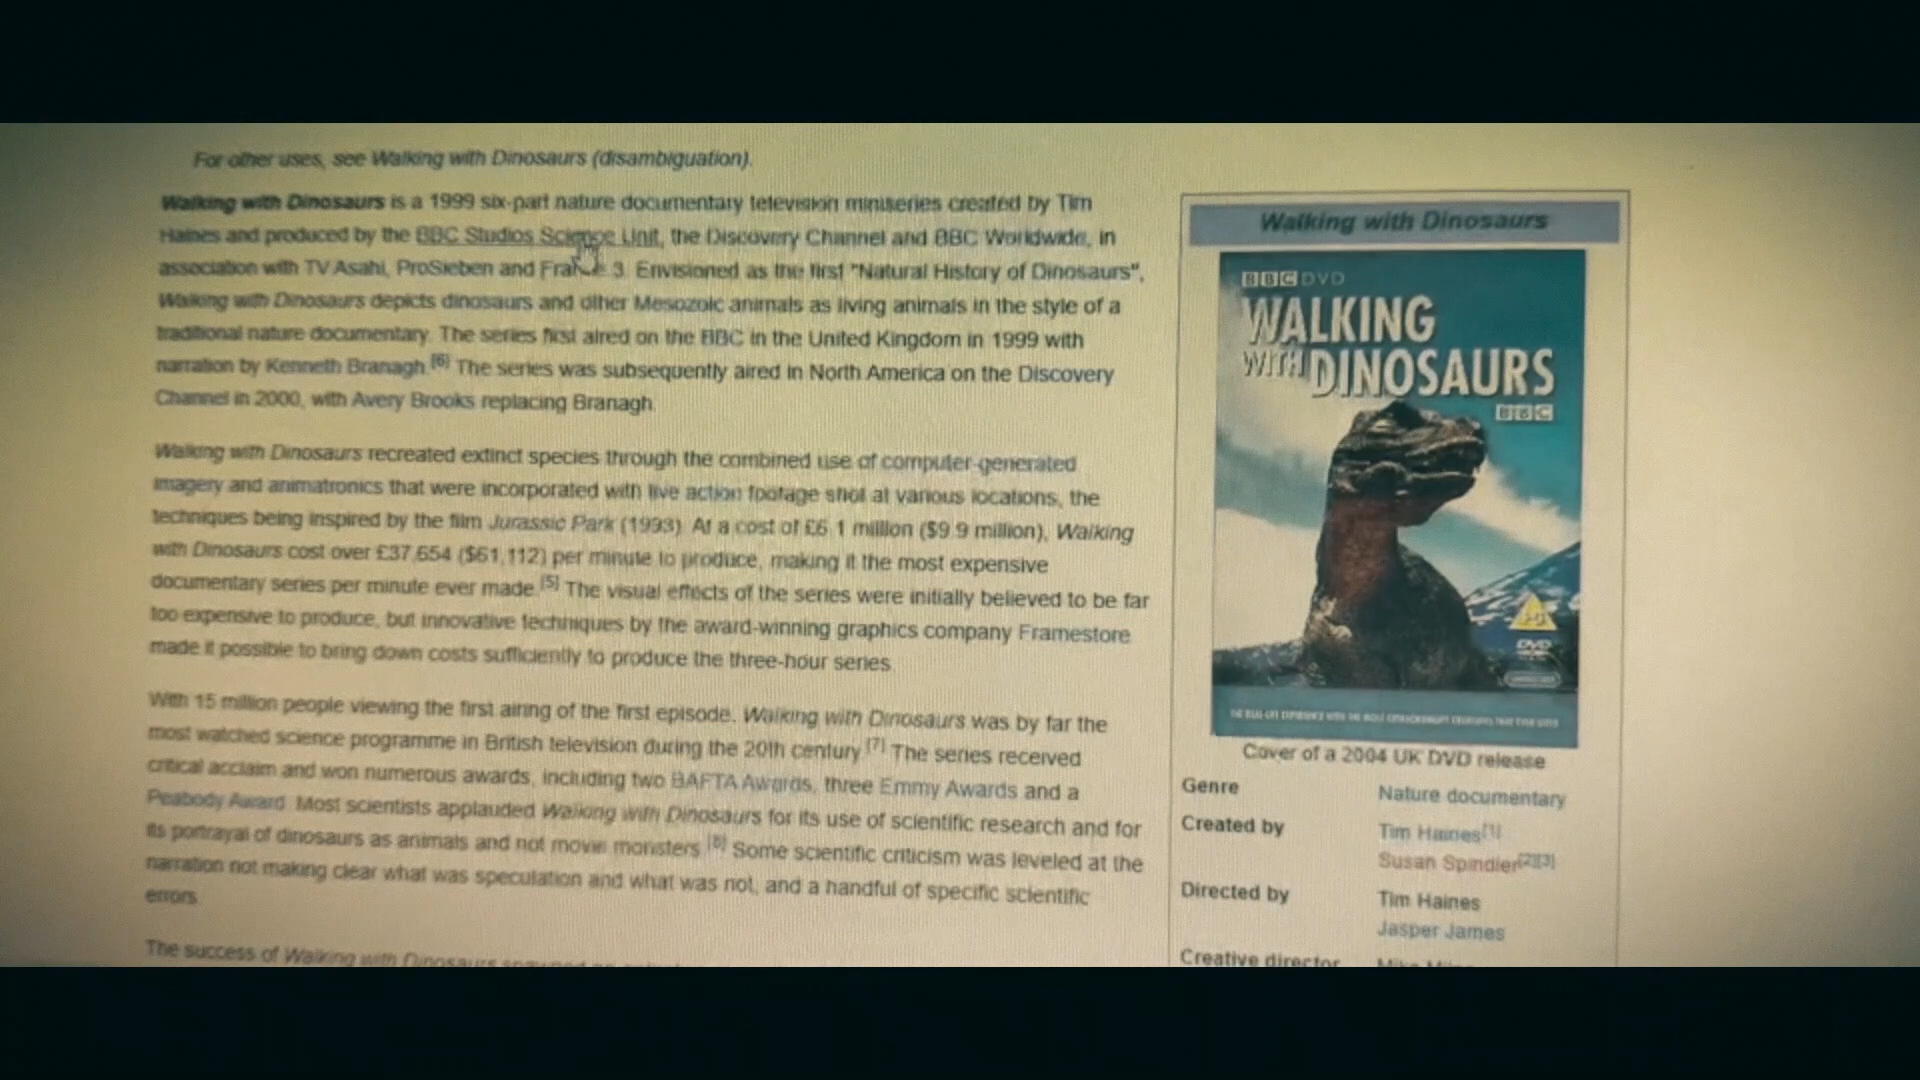 For other uses, see Walking with Dinosaurs (disambiguation).
Walking with Dinosaurs is a 1999 six-part nature documentary television miniseries created by Tim
Haines and produced by the BBC Studios Science Unit, the Discovery Channel and BBC Worldwide, in
association with TV Asahi, ProSieben and France 3. Envisioned as the first "Natural History of Dinosaurs",
Walking with Dinosaurs depicts dinosaurs and other Mesozoic animals as living animals in the style of a
traditional nature documentary. The series first aired on the BBC in the United Kingdom in 1999 with
narration by Kenneth Branagh.[6] The series was subsequently aired in North America on the Discovery
Channel in 2000, with Avery Brooks replacing Branagh.
Walking with Dinosaurs recreated extinct species through the combined use of computer-generated
imagery and animatronics that were incorporated with live action footage shot at various locations, the
techniques being inspired by the film Jurassic Park (1993). At a cost of £6.1 million ($9.9 million), Walking
with Dinosaurs cost over £37,654 ($61,112) per minute to produce, making it the most expensive
documentary series per minute ever made.[5] The visual effects of the series were initially believed to be far
too expensive to produce, but innovative techniques by the award-winning graphics company Framestore
made it possible to bring down costs sufficiently to produce the three-hour series.
With 15 million people viewing the first airing of the first episode, Walking with Dinosaurs was by far the
most watched science programme in British television during the 20th century.[7] The series received
critical acclaim and won numerous awards, including two BAFTA Awards, three Emmy Awards and a
Peabody Award. Most scientists applauded Walking with Dinosaurs for its use of scientific research and for
its portrayal of dinosaurs as animals and not movie monsters.[8] Some scientific criticism was leveled at the
narration not making clear what was speculation and what was not, and a handful of specific scientific
errors.
The success of Walking with Dinosaurs spawned an
Walking with Dinosaurs
BBC DVD
WALKING
WITH DINOSAURS
BBC
PG
DVD
Cover of a 2004 UK DVD release
Genre Nature documentary
Created by Tim Haines[1]
Susan Spindler[2][3]
Directed by Tim Haines
Jasper James
Creative director